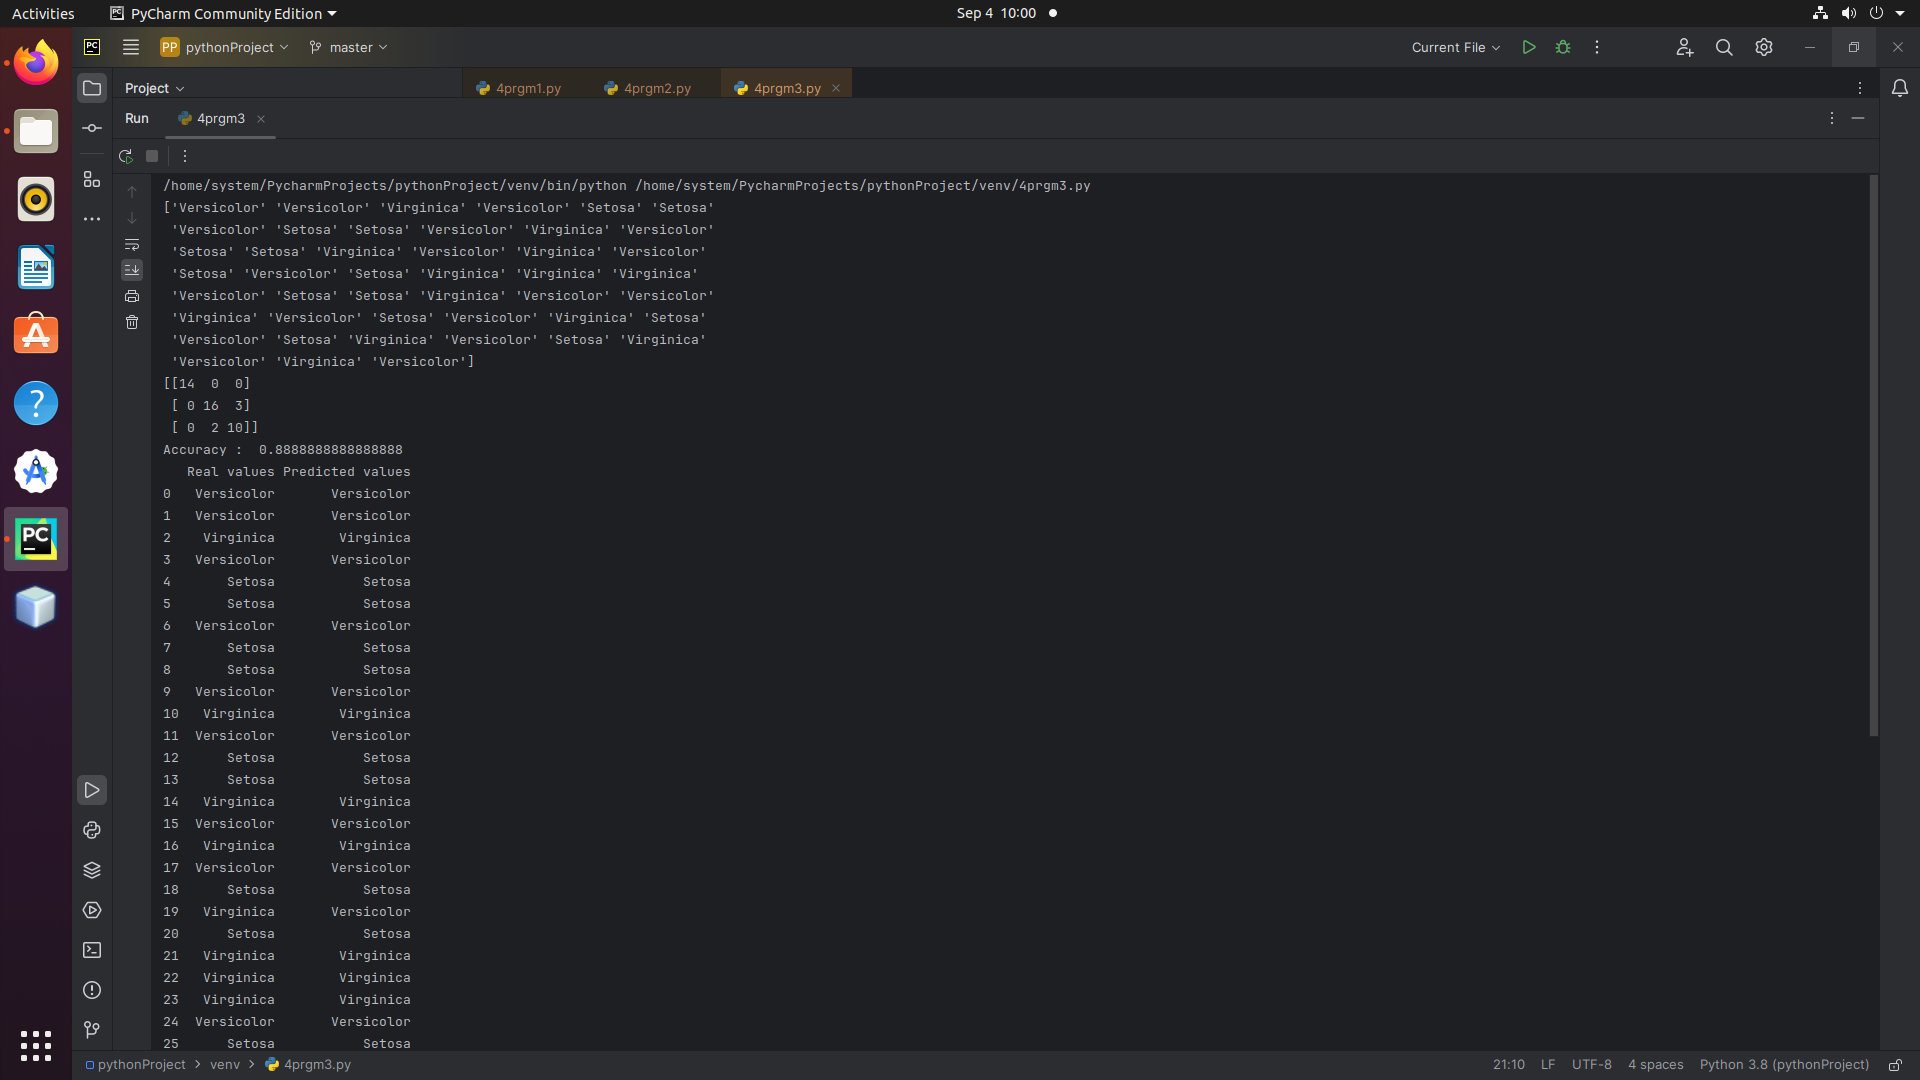 Activities PyCharm Community Edition Sep 4 10:00
PC PP pythonProject master Current File
Project 4prgm1.py 4prgm2.py 4prgm3.py
Run 4prgm3
/home/system/PycharmProjects/pythonProject/venv/bin/python /home/system/PycharmProjects/pythonProject/venv/4prgm3.py
['Versicolor' 'Versicolor' 'Virginica' 'Versicolor' 'Setosa' 'Setosa'
'Versicolor' 'Setosa' 'Setosa' 'Versicolor' 'Virginica' 'Versicolor'
'Setosa' 'Setosa' 'Virginica' 'Versicolor' 'Virginica' 'Versicolor'
'Setosa' 'Versicolor' 'Setosa' 'Virginica' 'Virginica' 'Virginica'
'Versicolor' 'Setosa' 'Setosa' 'Virginica' 'Versicolor' 'Versicolor'
'Virginica' 'Versicolor' 'Setosa' 'Versicolor' 'Virginica' 'Setosa'
'Versicolor' 'Setosa' 'Virginica' 'Versicolor' 'Setosa' 'Virginica'
'Versicolor' 'Virginica' 'Versicolor']
[[14 0 0]
[ 0 16 3]
[ 0 2 10]]
Accuracy : 0.8888888888888888
Real values Predicted values
0 Versicolor Versicolor
1 Versicolor Versicolor
2 Virginica Virginica
3 Versicolor Versicolor
4 Setosa Setosa
5 Setosa Setosa
6 Versicolor Versicolor
7 Setosa Setosa
8 Setosa Setosa
9 Versicolor Versicolor
10 Virginica Virginica
11 Versicolor Versicolor
12 Setosa Setosa
13 Setosa Setosa
14 Virginica Virginica
15 Versicolor Versicolor
16 Virginica Virginica
17 Versicolor Versicolor
18 Setosa Setosa
19 Virginica Versicolor
20 Setosa Setosa
21 Virginica Virginica
22 Virginica Virginica
23 Virginica Virginica
24 Versicolor Versicolor
25 Setosa Setosa
PC
pythonProject > venv > 4prgm3.py 21:10 LF UTF-8 4 spaces Python 3.8 (pythonProject)